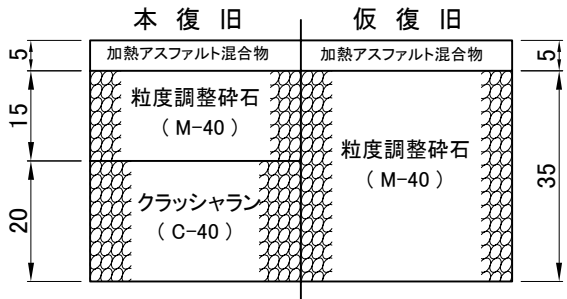 本復旧
仮復旧
5
加熱アスファルト混合物
加熱アスファルト混合物
5
15
粒度調整砕石
（ M-40 ）
粒度調整砕石
（ M-40 ）
35
20
クラッシャラン
（ C-40 ）